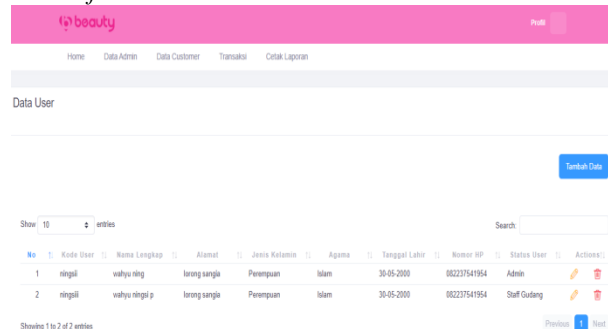 beauty
Profil
Home Data Admin Data Customer Transaksi Cetak Laporan
Data User
Tambah Data
Show 10 entries Search:
No Kode User Nama Lengkap Alamat Jenis Kelamin Agama Tanggal Lahir Nomor HP Status User Actions
1 ningsii wahyu ning lorong sangia Perempuan Islam 30-05-2000 082237541954 Admin
2 ningsiii wahyu ningsi p lorong sangia Perempuan Islam 30-05-2000 082237541954 Staff Gudang
Showing 1 to 2 of 2 entries Previous 1 Next